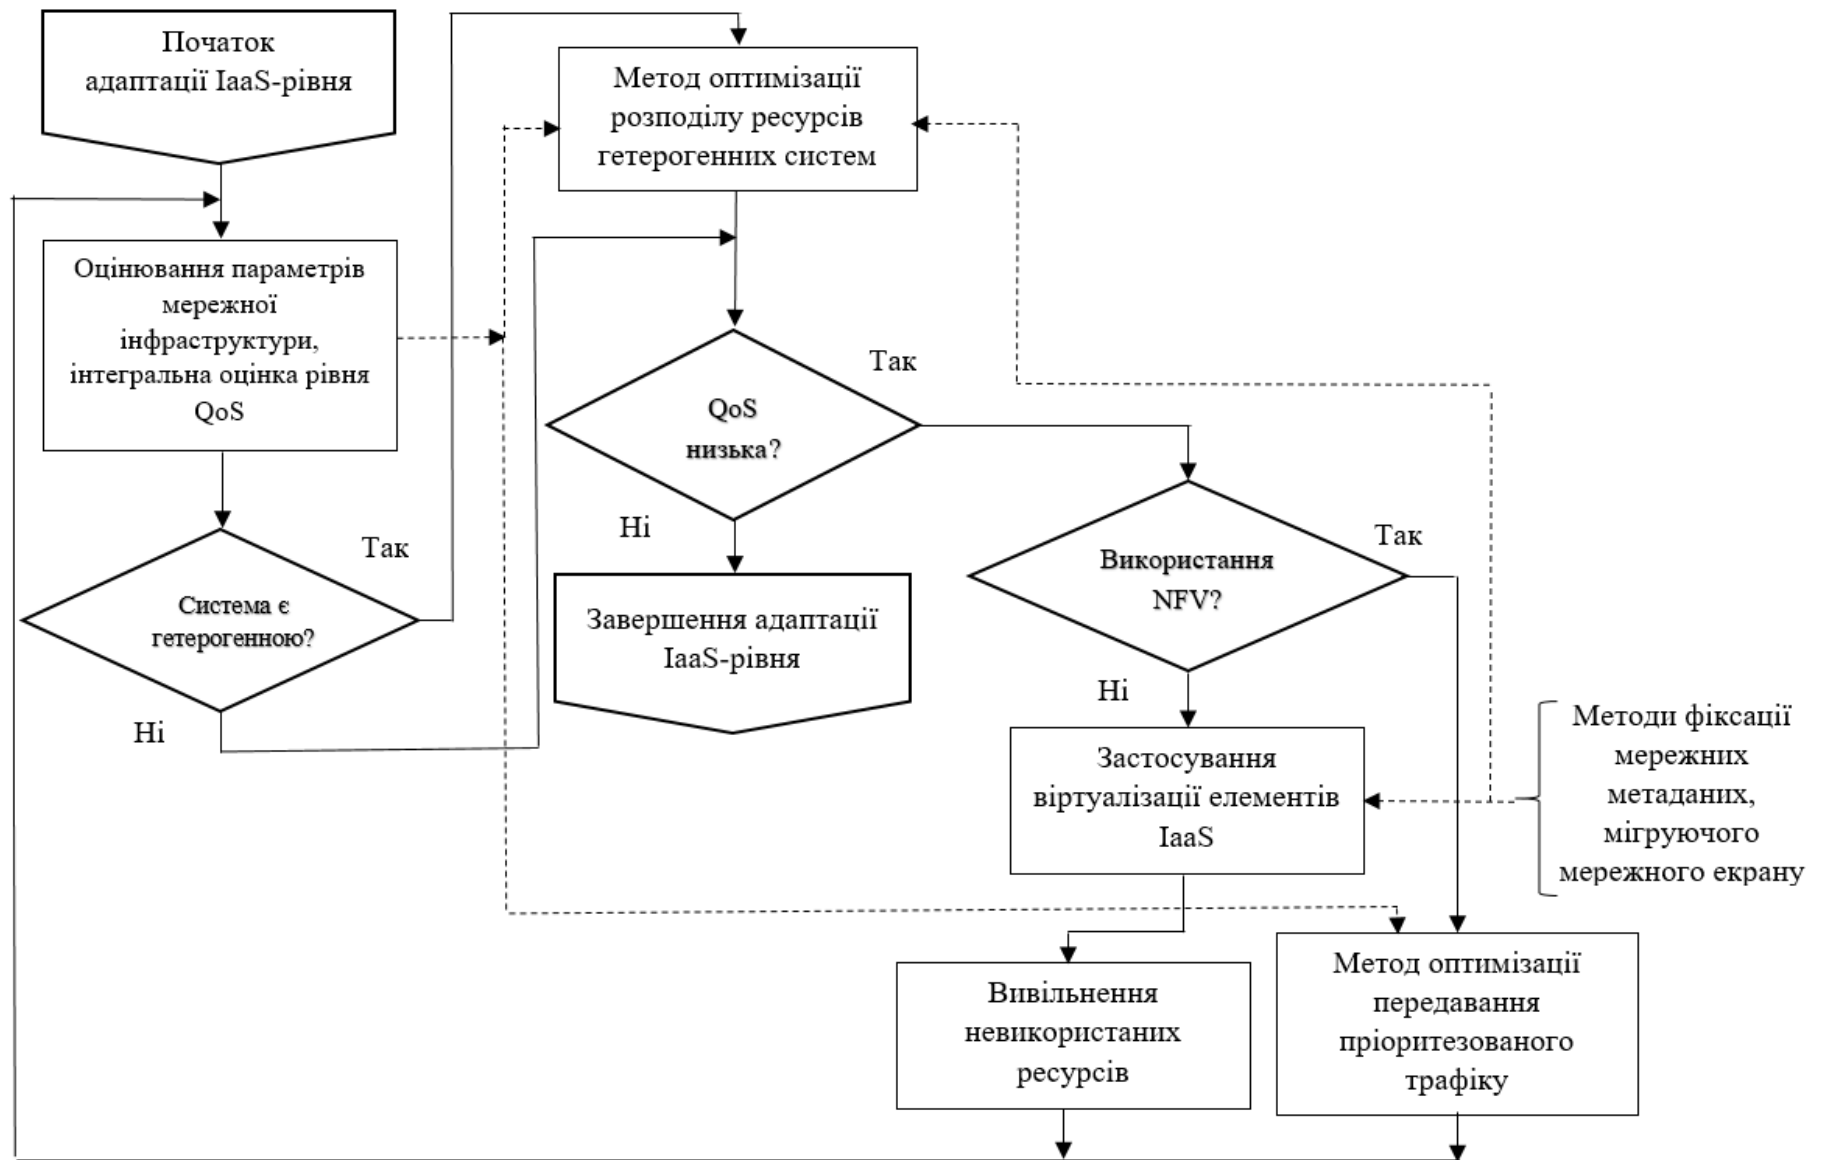 Початок
адаптації IaaS-рівня
Метод оптимізації
розподілу ресурсів
гетерогенних систем
Оцінювання параметрів
мережної
інфраструктури,
інтегральна оцінка рівня
QoS
Так
QoS
низька?
Ні
Так
Система є
гетерогенною?
Ні
Завершення адаптації
IaaS-рівня
Так
Використання
NFV?
Ні
Застосування
віртуалізації елементів
IaaS
Методи фіксації
мережних
метаданих,
мігруючого
мережного екрану
Вивільнення
невикористаних
ресурсів
Метод оптимізації
передавання
пріоритезованого
трафіку